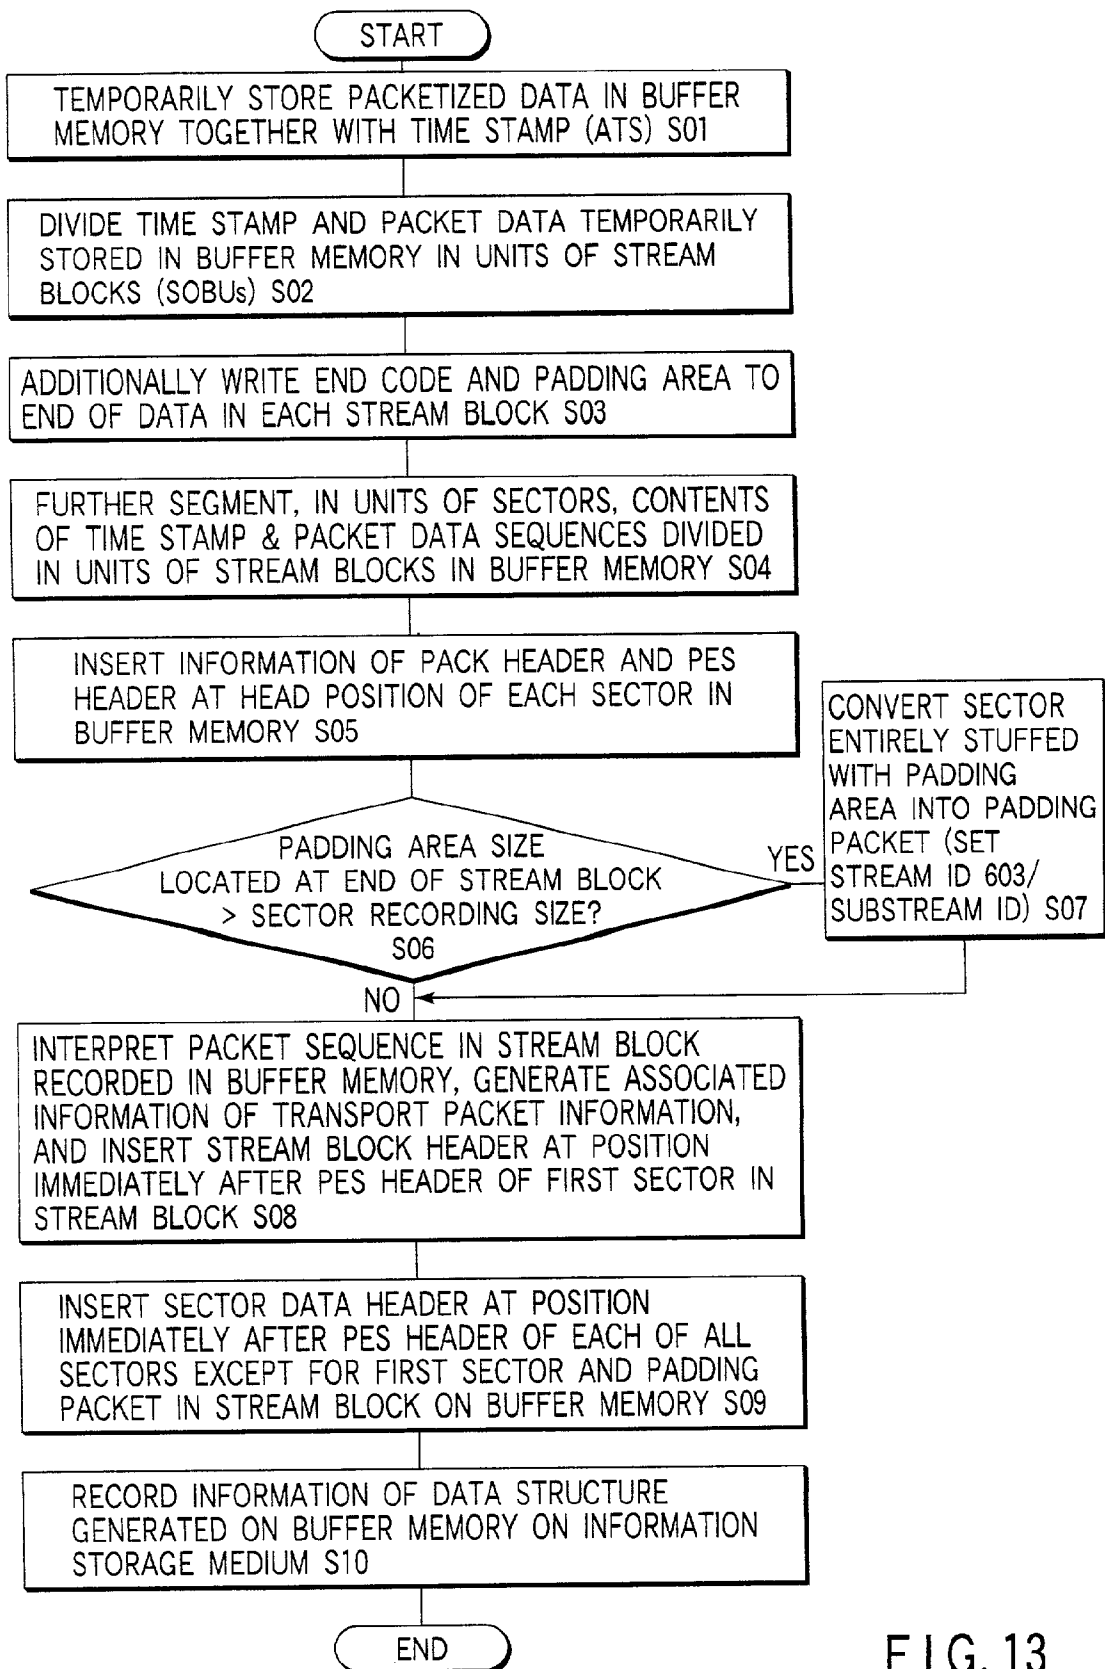 START
TEMPORARILY STORE PACKETIZED DATA IN BUFFER
MEMORY TOGETHER WITH TIME STAMP (ATS) S01
DIVIDE TIME STAMP AND PACKET DATA TEMPORARILY
STORED IN BUFFER MEMORY IN UNITS OF STREAM
BLOCKS (SOBUs) S02
ADDITIONALLY WRITE END CODE AND PADDING AREA TO
END OF DATA IN EACH STREAM BLOCK S03
FURTHER SEGMENT, IN UNITS OF SECTORS, CONTENTS
OF TIME STAMP & PACKET DATA SEQUENCES DIVIDED
IN UNITS OF STREAM BLOCKS IN BUFFER MEMORY S04
INSERT INFORMATION OF PACK HEADER AND PES
HEADER AT HEAD POSITION OF EACH SECTOR IN
BUFFER MEMORY S05
PADDING AREA SIZE
LOCATED AT END OF STREAM BLOCK
> SECTOR RECORDING SIZE?
S06
YES
CONVERT SECTOR
ENTIRELY STUFFED
WITH PADDING
AREA INTO PADDING
PACKET (SET
STREAM ID 603/
SUBSTREAM ID) S07
NO
INTERPRET PACKET SEQUENCE IN STREAM BLOCK
RECORDED IN BUFFER MEMORY, GENERATE ASSOCIATED
INFORMATION OF TRANSPORT PACKET INFORMATION,
AND INSERT STREAM BLOCK HEADER AT POSITION
IMMEDIATELY AFTER PES HEADER OF FIRST SECTOR IN
STREAM BLOCK S08
INSERT SECTOR DATA HEADER AT POSITION
IMMEDIATELY AFTER PES HEADER OF EACH OF ALL
SECTORS EXCEPT FOR FIRST SECTOR AND PADDING
PACKET IN STREAM BLOCK ON BUFFER MEMORY S09
RECORD INFORMATION OF DATA STRUCTURE
GENERATED ON BUFFER MEMORY ON INFORMATION
STORAGE MEDIUM S10
END
FIG. 13